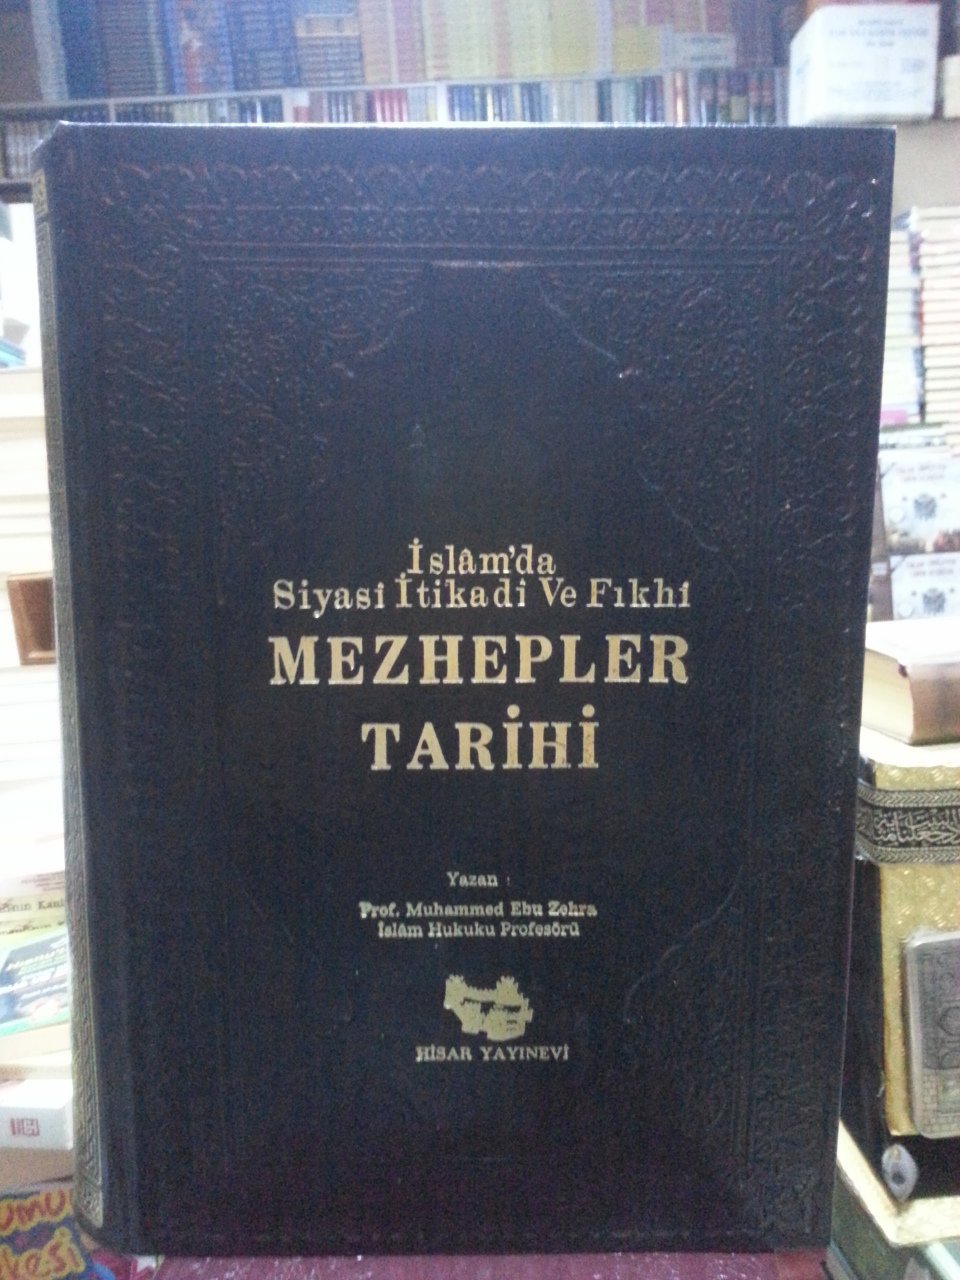 İslâm'da
Siyasi İtikadî Ve Fıkhî
MEZHEPLER
TARİHİ
Yazan :
Prof. Muhammed Ebu Zehra
İslâm Hukuku Profesörü
HİSAR YAYINEVİ